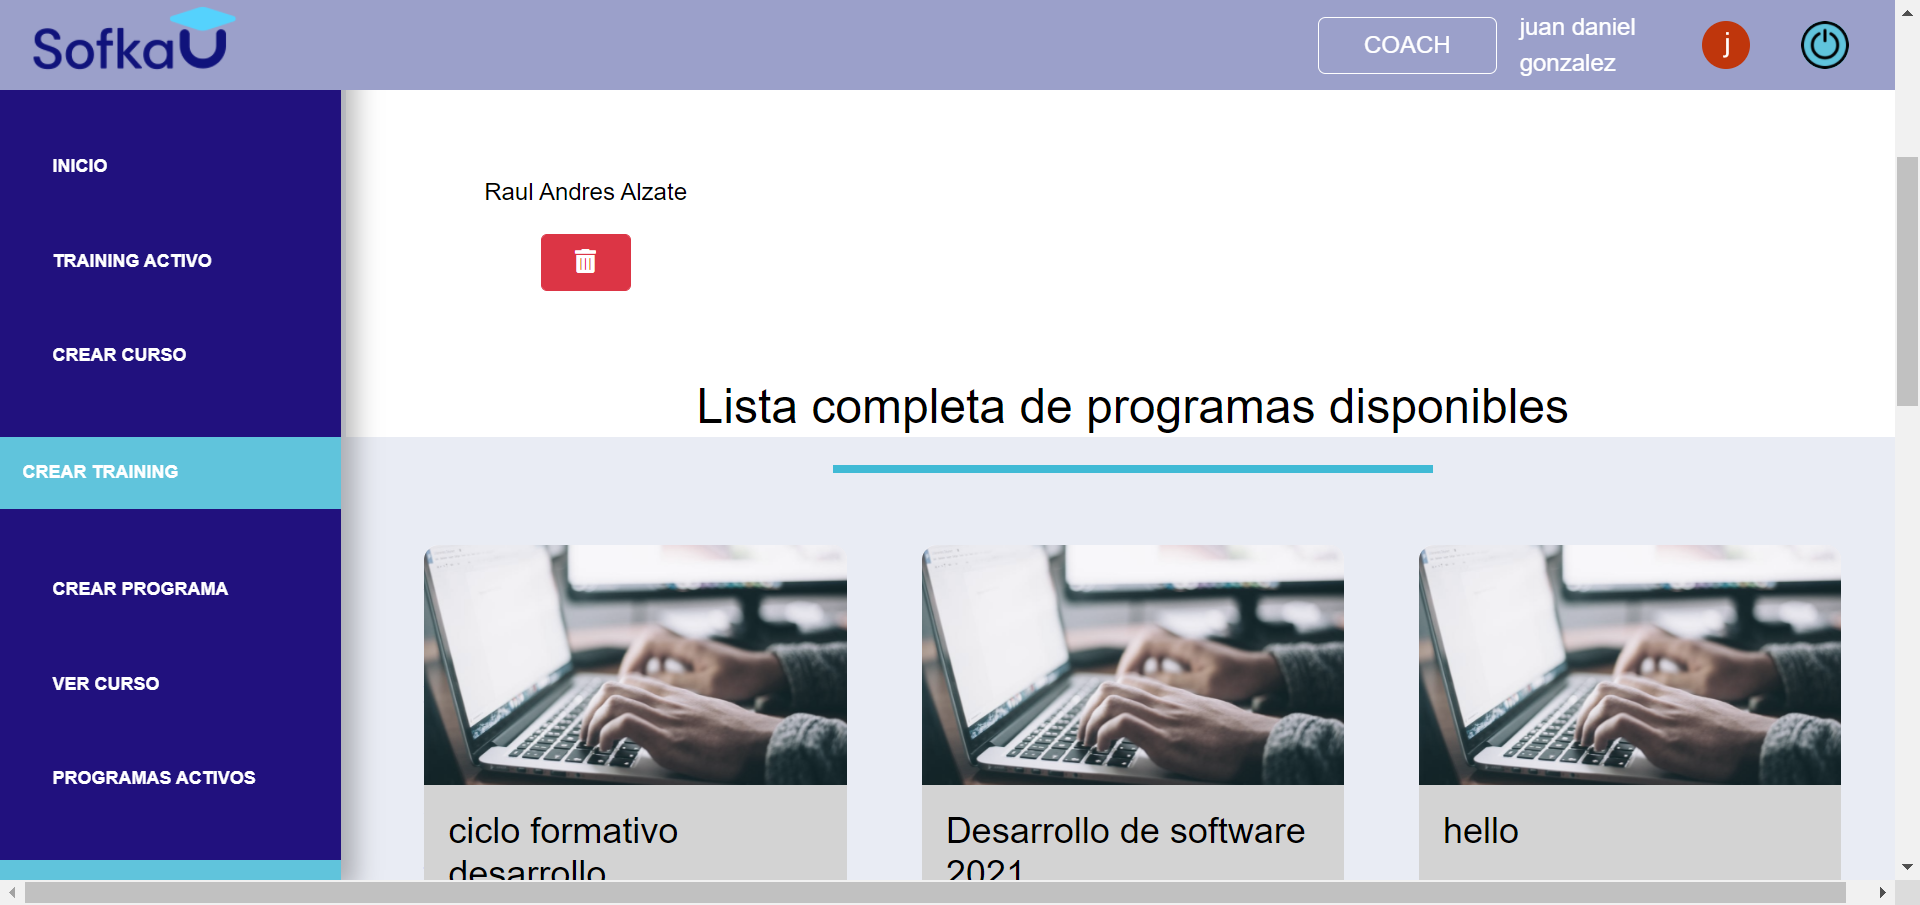 SofkaU
COACH
juan daniel
gonzalez
j
INICIO
TRAINING ACTIVO
CREAR CURSO
CREAR TRAINING
CREAR PROGRAMA
VER CURSO
PROGRAMAS ACTIVOS
Raul Andres Alzate
Lista completa de programas disponibles
ciclo formativo
desarrollo
Desarrollo de software
2021
hello